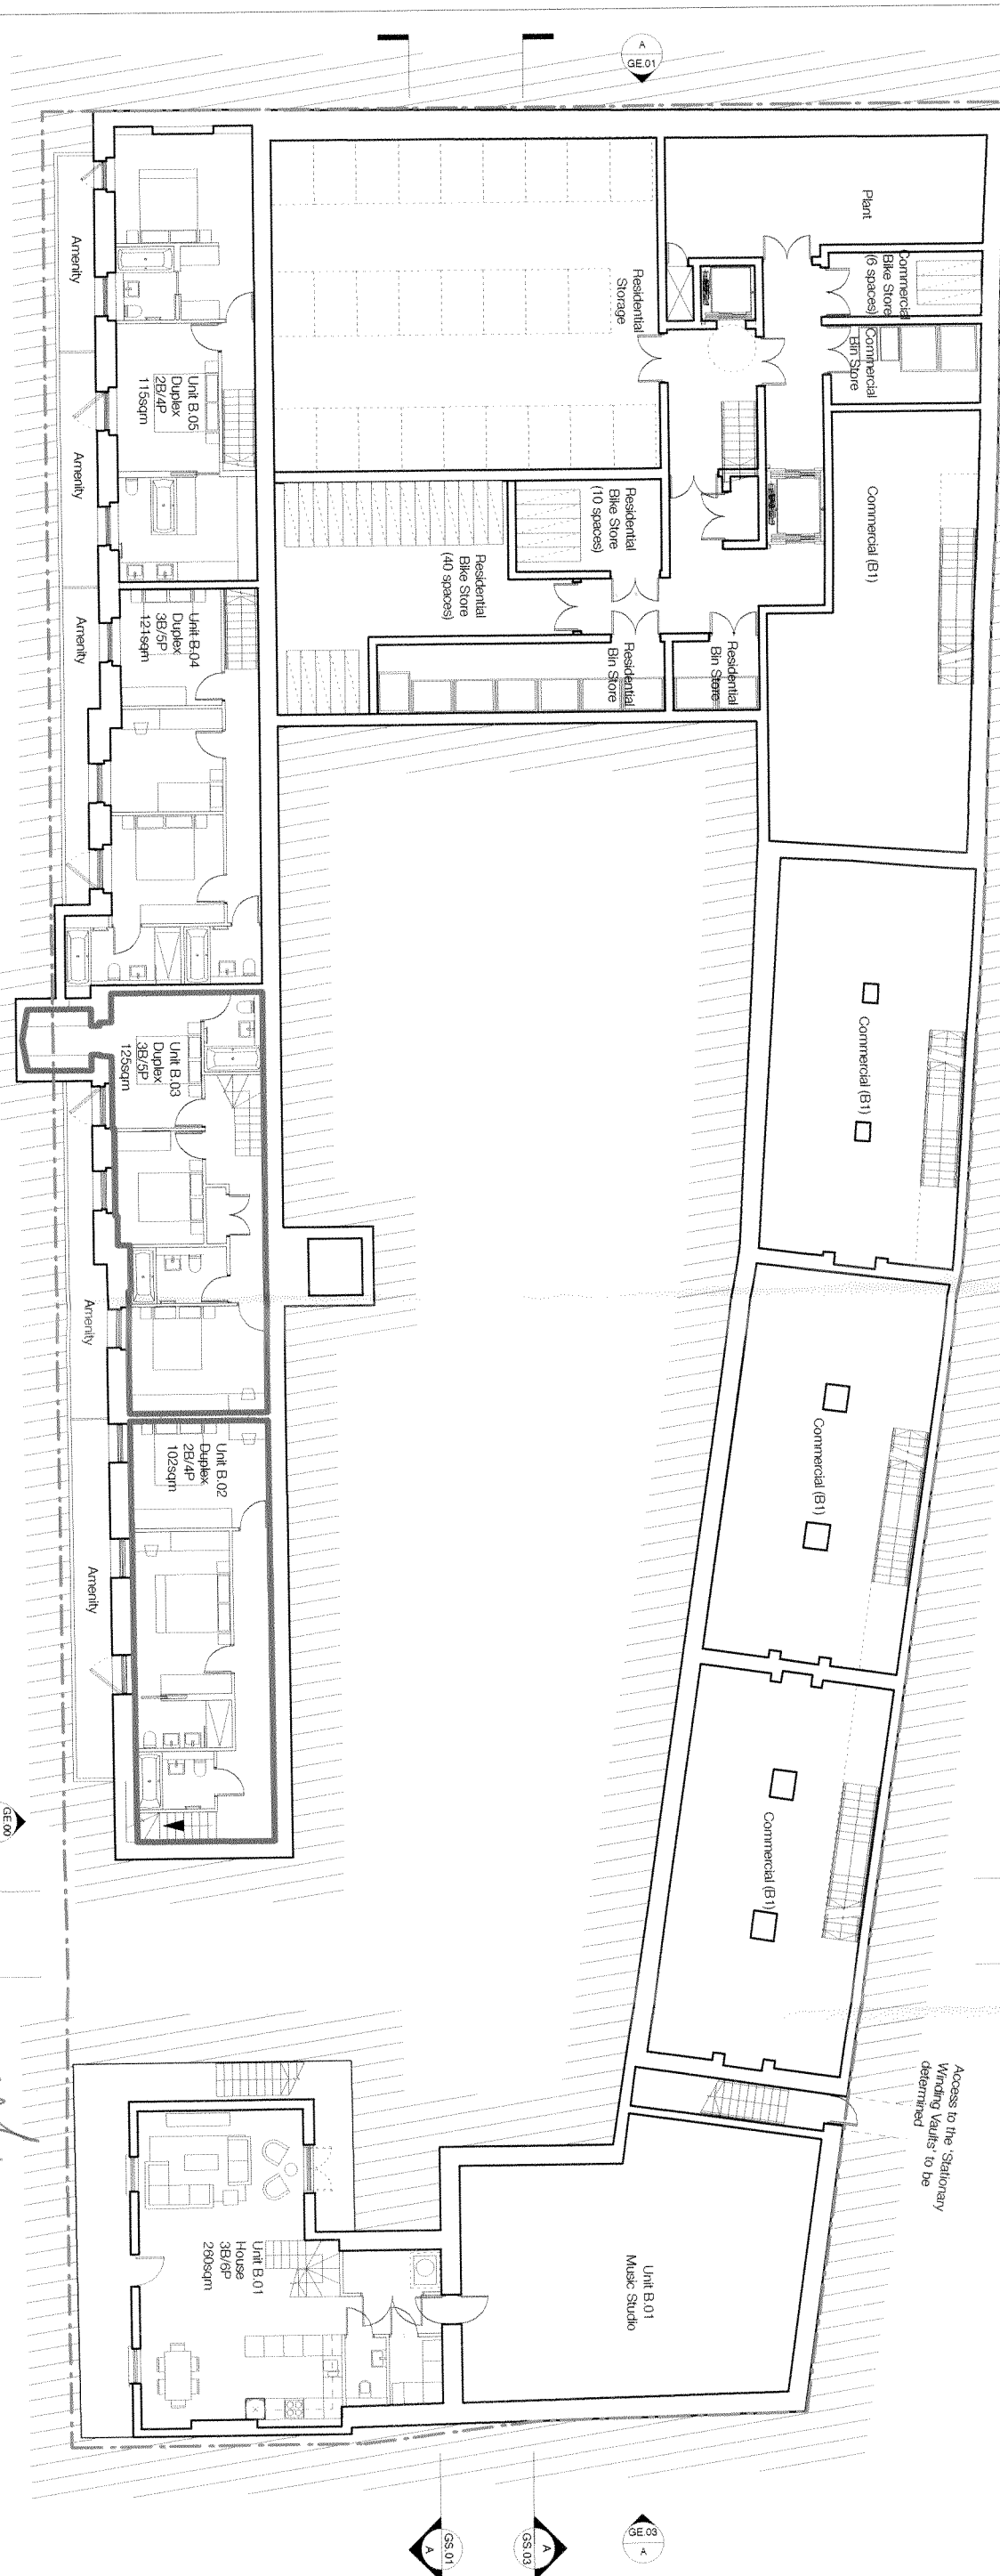 A
GE.01
Plant
Commercial
Bike Store
(6 spaces)
Commercial
Bin Store
Residential
Storage
Amenity
Unit B.05
Duplex
2B/4P
115sqm
Amenity
Commercial (B1)
Residential
Bike Store
(10 spaces)
Residential
Bike Store
(40 spaces)
Residential
Bin Store
Residential
Bin Store
Amenity
Unit B.04
Duplex
3B/5P
121sqm
Commercial (B1)
Unit B.03
Duplex
3B/5P
125sqm
Amenity
Commercial (B1)
Unit B.02
Duplex
2B/4P
102sqm
Amenity
Commercial (B1)
GE.00
Access to the 'Stationary
Winding Vaults' to be
determined
Unit B.01
House
3B/6P
260sqm
Unit B.01
Music Studio
GS.01
A
GS.03
A
GE.03
A